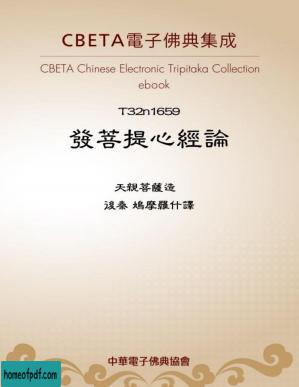 CBETA電子佛典集成
CBETA Chinese Electronic Tripitaka Collection
ebook
T32n1659
發菩提心經論
天親菩薩造
後秦 鳩摩羅什譯
中華電子佛典協會
homeofpdf.com